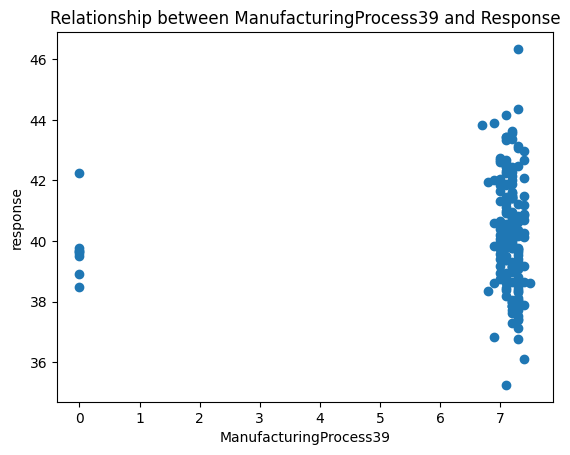 Relationship between ManufacturingProcess39 and Response
46
44
42
40
38
36
response
0 1 2 3 4 5 6 7
ManufacturingProcess39